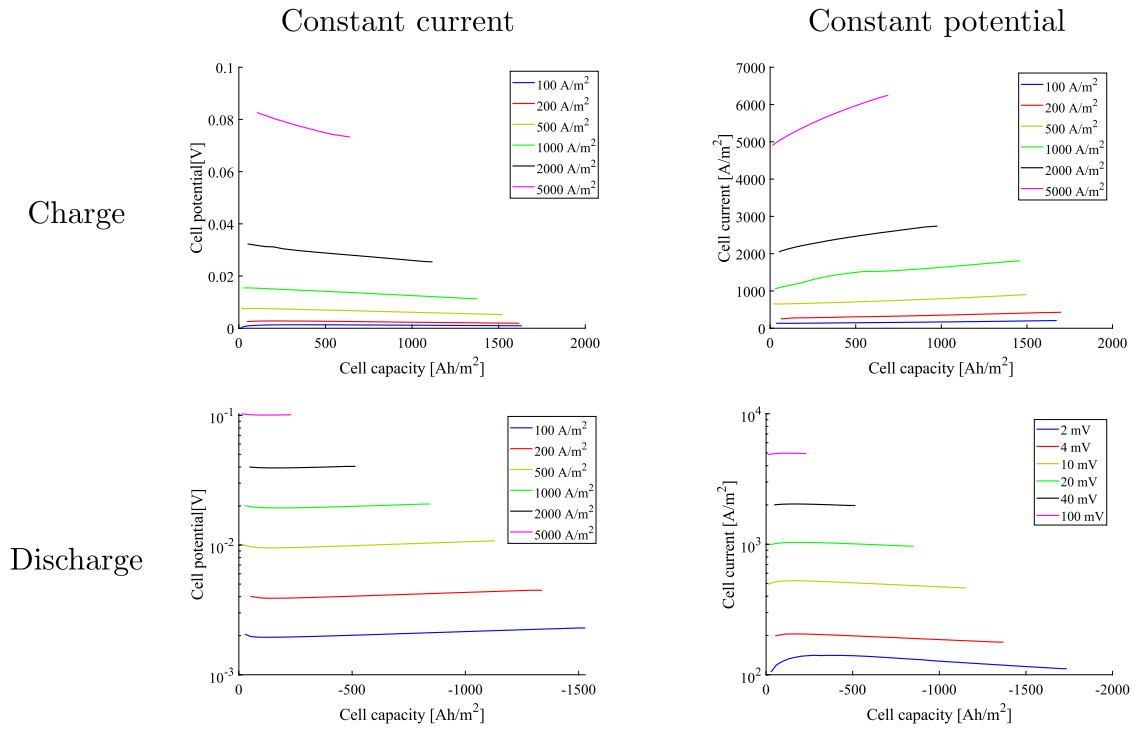 Constant current
Constant potential
Charge
0.1
0.08
0.06
0.04
0.02
0
0
500
1000
1500
2000
Cell potential[V]
Cell capacity [Ah/m²]
100 A/m²
200 A/m²
500 A/m²
1000 A/m²
2000 A/m²
5000 A/m²
7000
6000
5000
4000
3000
2000
1000
0
0
500
1000
1500
2000
Cell current [A/m²]
Cell capacity [Ah/m²]
100 A/m²
200 A/m²
500 A/m²
1000 A/m²
2000 A/m²
5000 A/m²
Discharge
10⁻¹
10⁻²
10⁻³
0
-500
-1000
-1500
Cell potential[V]
Cell capacity [Ah/m²]
100 A/m²
200 A/m²
500 A/m²
1000 A/m²
2000 A/m²
5000 A/m²
10⁴
10³
10²
0
-500
-1000
-1500
-2000
Cell current [A/m²]
Cell capacity [Ah/m²]
2 mV
4 mV
10 mV
20 mV
40 mV
100 mV